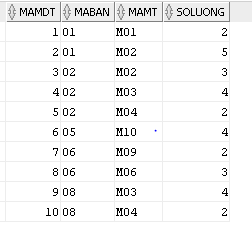 MAMDT MABAN MAMT SOLUONG
1 01 M01 2
2 01 M02 5
3 02 M02 3
4 02 M03 4
5 02 M04 2
6 05 M10 4
7 06 M09 2
8 06 M06 3
9 08 M03 4
10 08 M04 2